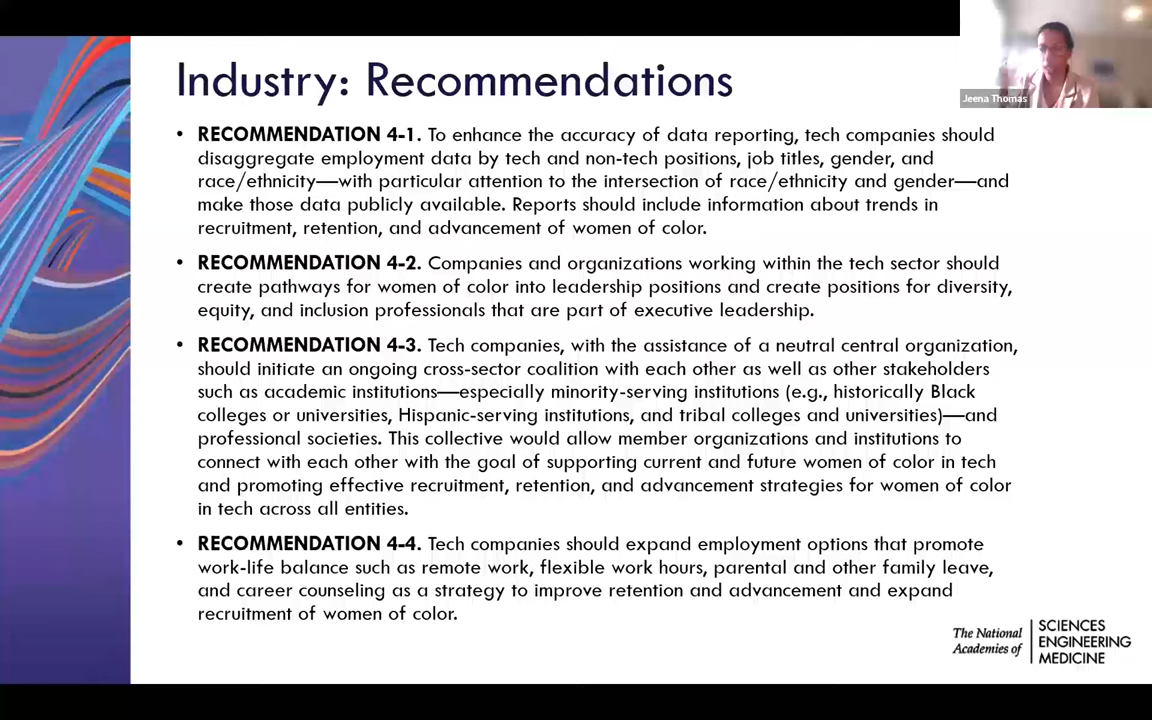 Industry: Recommendations
Jeena Thomas
• RECOMMENDATION 4-1. To enhance the accuracy of data reporting, tech companies should
disaggregate employment data by tech and non-tech positions, job titles, gender, and
race/ethnicity—with particular attention to the intersection of race/ethnicity and gender—and
make those data publicly available. Reports should include information about trends in
recruitment, retention, and advancement of women of color.
• RECOMMENDATION 4-2. Companies and organizations working within the tech sector should
create pathways for women of color into leadership positions and create positions for diversity,
equity, and inclusion professionals that are part of executive leadership.
• RECOMMENDATION 4-3. Tech companies, with the assistance of a neutral central organization,
should initiate an ongoing cross-sector coalition with each other as well as other stakeholders
such as academic institutions—especially minority-serving institutions (e.g., historically Black
colleges or universities, Hispanic-serving institutions, and tribal colleges and universities)—and
professional societies. This collective would allow member organizations and institutions to
connect with each other with the goal of supporting current and future women of color in tech
and promoting effective recruitment, retention, and advancement strategies for women of color
in tech across all entities.
• RECOMMENDATION 4-4. Tech companies should expand employment options that promote
work-life balance such as remote work, flexible work hours, parental and other family leave,
and career counseling as a strategy to improve retention and advancement and expand
recruitment of women of color.
The National
Academies of
SCIENCES
ENGINEERING
MEDICINE